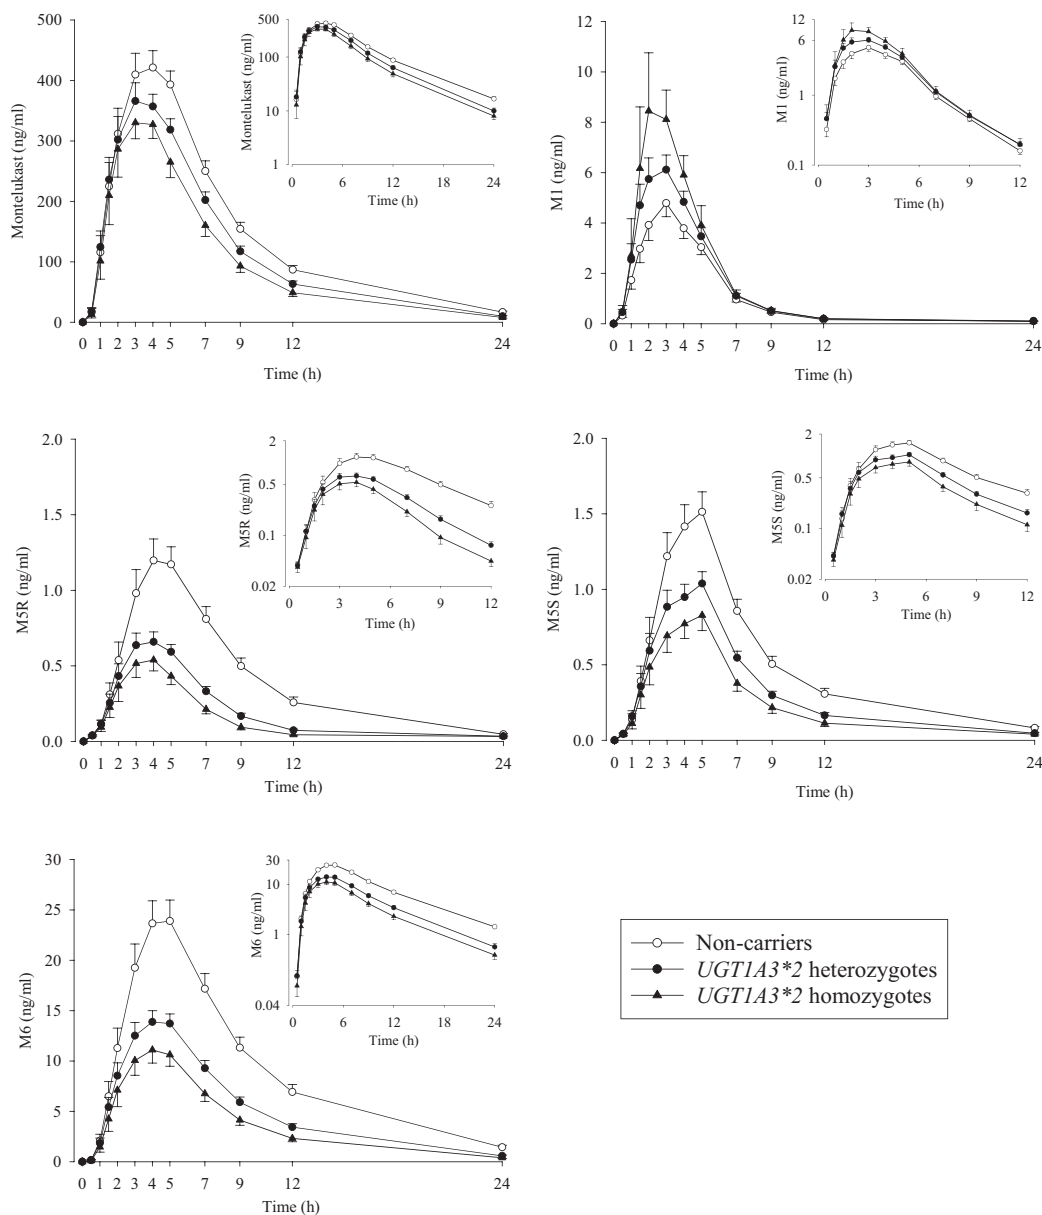 Montelukast (ng/ml)
500
400
300
200
100
0
0 1 2 3 4 5 7 9 12 24
Time (h)
Montelukast (ng/ml)
500
100
10
1
0 6 12 18 24
Time (h)
M1 (ng/ml)
12
10
8
6
4
2
0
0 1 2 3 4 5 7 9 12 24
Time (h)
M1 (ng/ml)
12
6
1
0.1
0 3 6 9 12
Time (h)
M5R (ng/ml)
2.0
1.5
1.0
0.5
0.0
0 1 2 3 4 5 7 9 12 24
Time (h)
M5R (ng/ml)
2
0.5
0.1
0.02
0 3 6 9 12
Time (h)
M5S (ng/ml)
2.0
1.5
1.0
0.5
0.0
0 1 2 3 4 5 7 9 12 24
Time (h)
M5S (ng/ml)
2
0.5
0.1
0.02
0 3 6 9 12
Time (h)
M6 (ng/ml)
30
25
20
15
10
5
0
0 1 2 3 4 5 7 9 12 24
Time (h)
M6 (ng/ml)
30
10
1
0.04
0 6 12 18 24
Time (h)
Non-carriers
UGT1A3*2 heterozygotes
UGT1A3*2 homozygotes